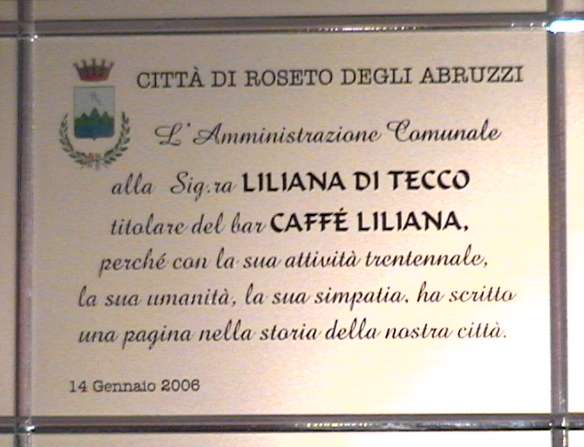 CITTÀ DI ROSETO DEGLI ABRUZZI
L'Amministrazione Comunale
alla Sig.ra LILIANA DI TECCO
titolare del bar CAFFÉ LILIANA,
perché con la sua attività trentennale,
la sua umanità, la sua simpatia, ha scritto
una pagina nella storia della nostra città.
14 Gennaio 2006